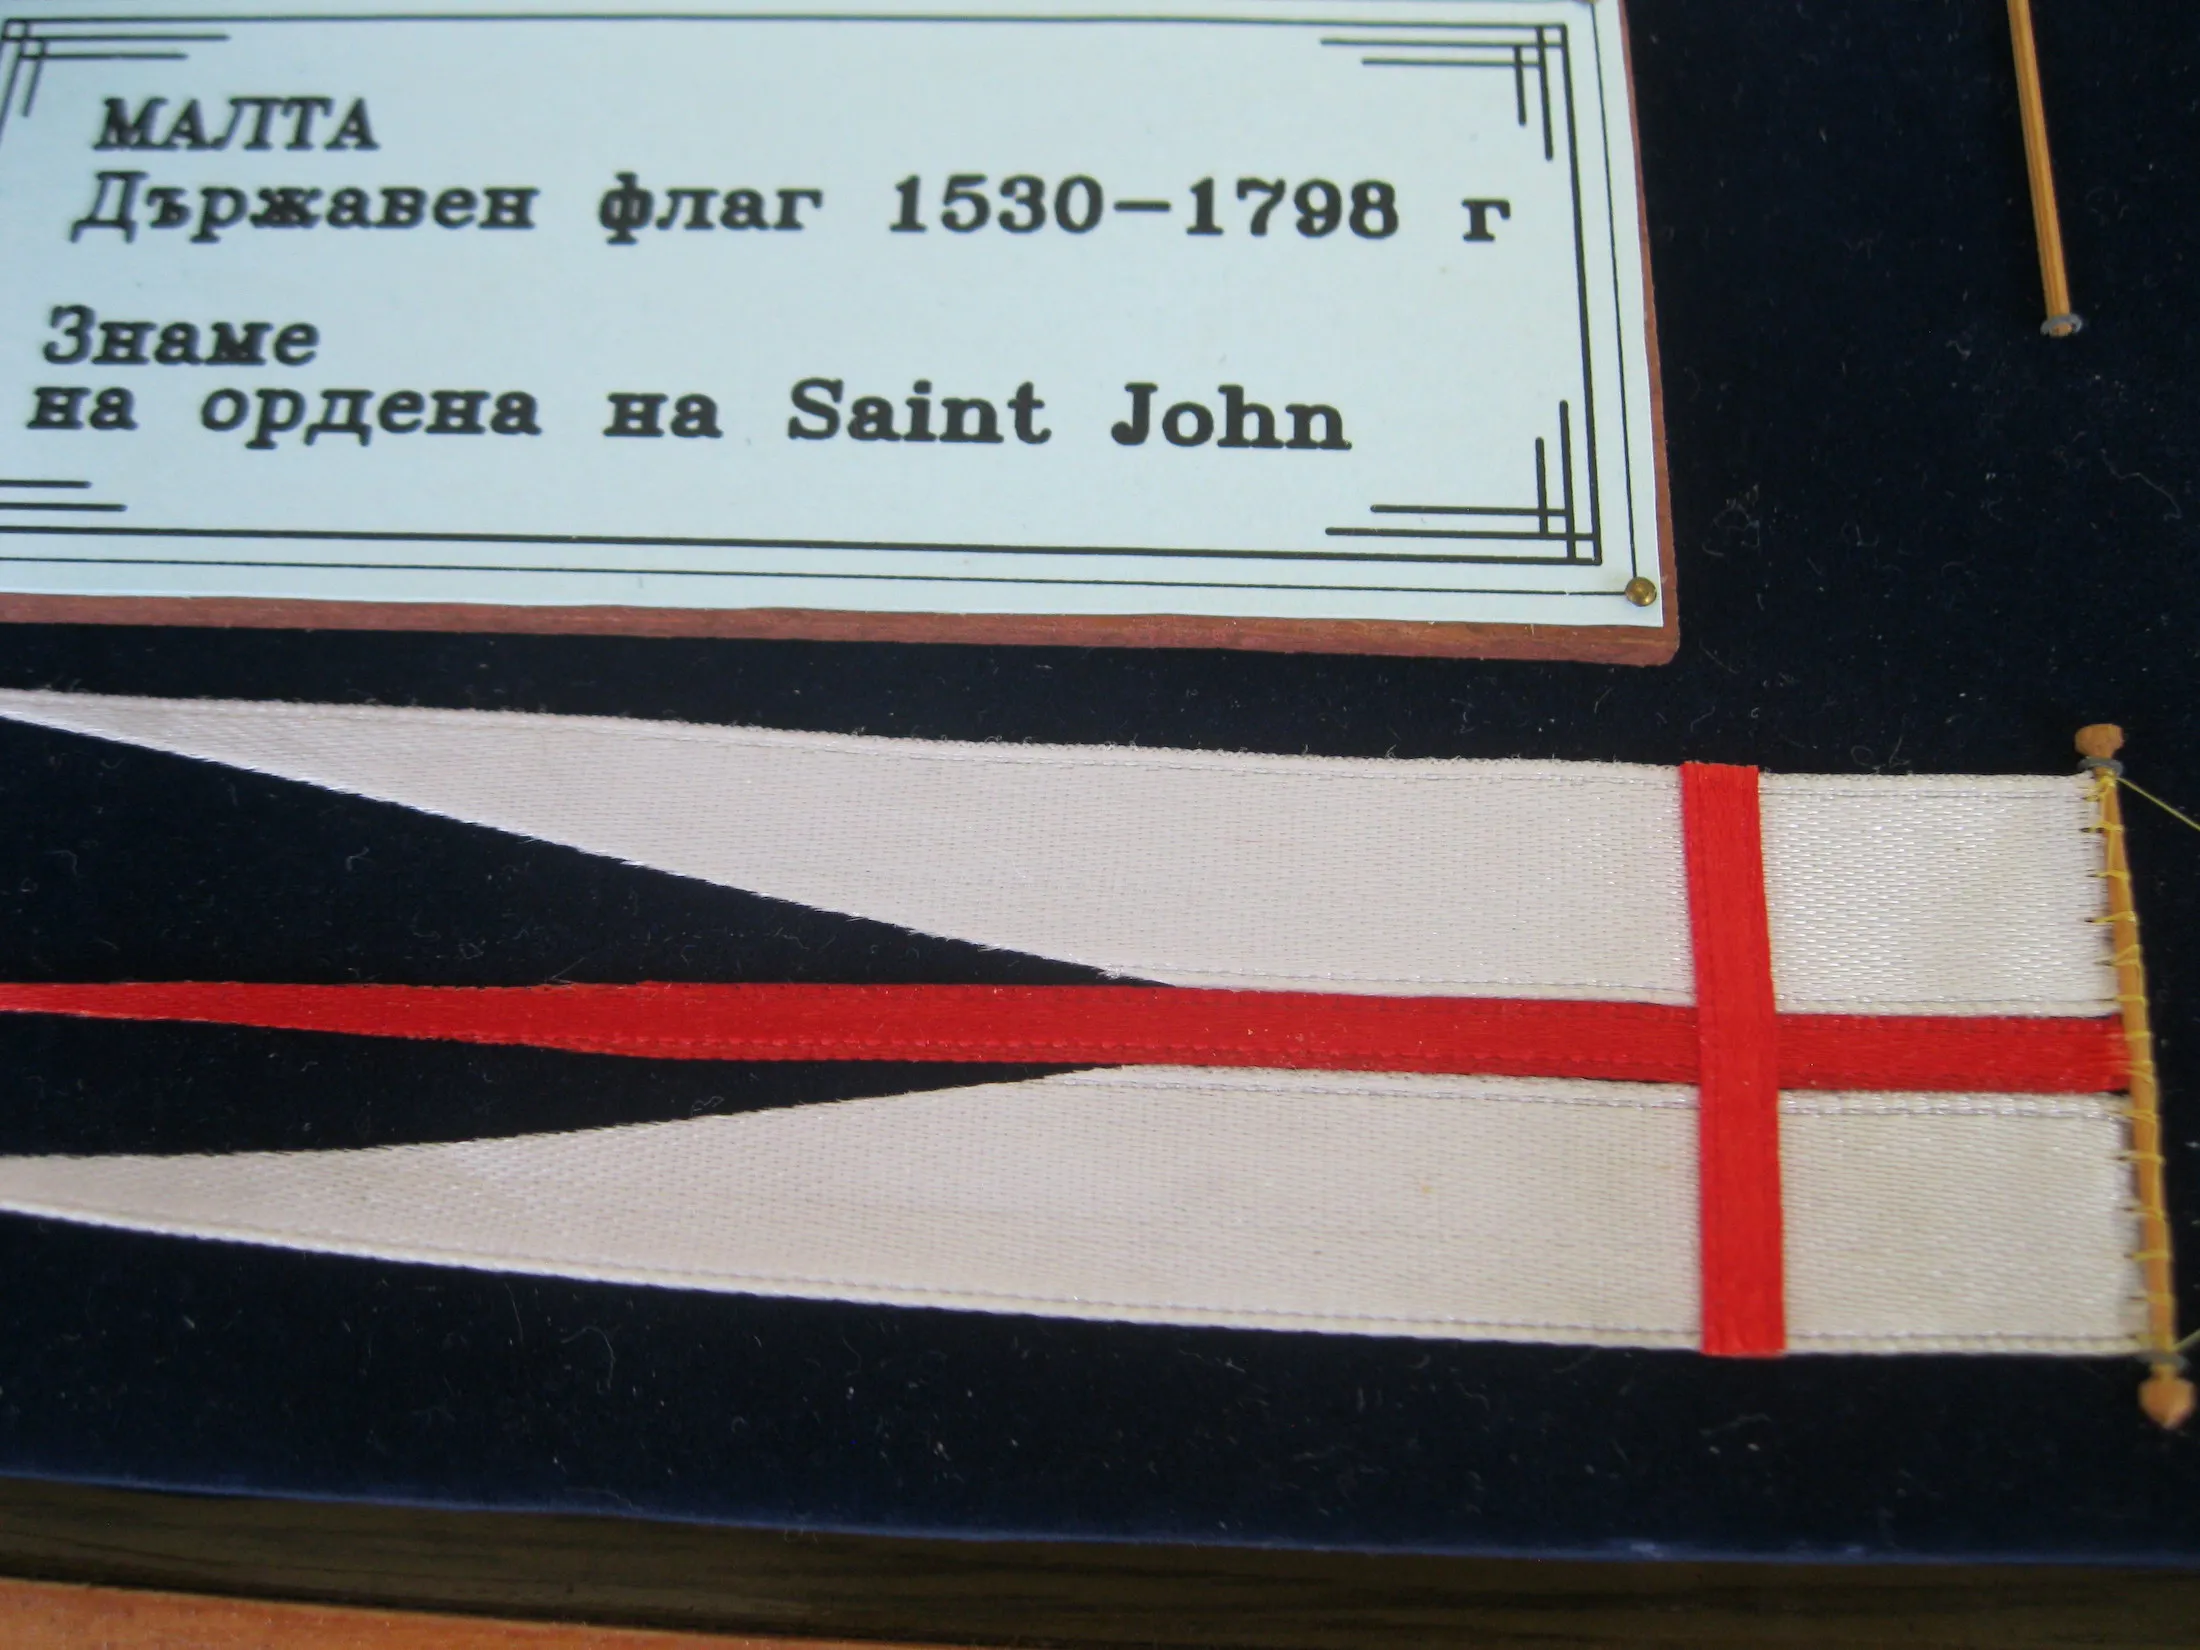 МАЛТА
Държавен флаг 1530-1798 г
Знаме
на ордена на Saint John